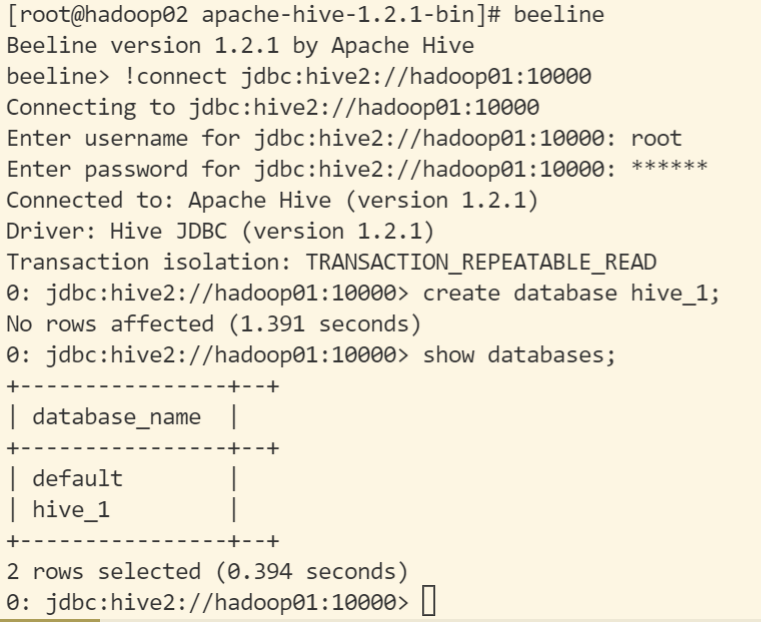 [root@hadoop02 apache-hive-1.2.1-bin]# beeline
Beeline version 1.2.1 by Apache Hive
beeline> !connect jdbc:hive2://hadoop01:10000
Connecting to jdbc:hive2://hadoop01:10000
Enter username for jdbc:hive2://hadoop01:10000: root
Enter password for jdbc:hive2://hadoop01:10000: ******
Connected to: Apache Hive (version 1.2.1)
Driver: Hive JDBC (version 1.2.1)
Transaction isolation: TRANSACTION_REPEATABLE_READ
0: jdbc:hive2://hadoop01:10000> create database hive_1;
No rows affected (1.391 seconds)
0: jdbc:hive2://hadoop01:10000> show databases;
+----------------+--+
| database_name  |
+----------------+--+
| default        |
| hive_1         |
+----------------+--+
2 rows selected (0.394 seconds)
0: jdbc:hive2://hadoop01:10000>